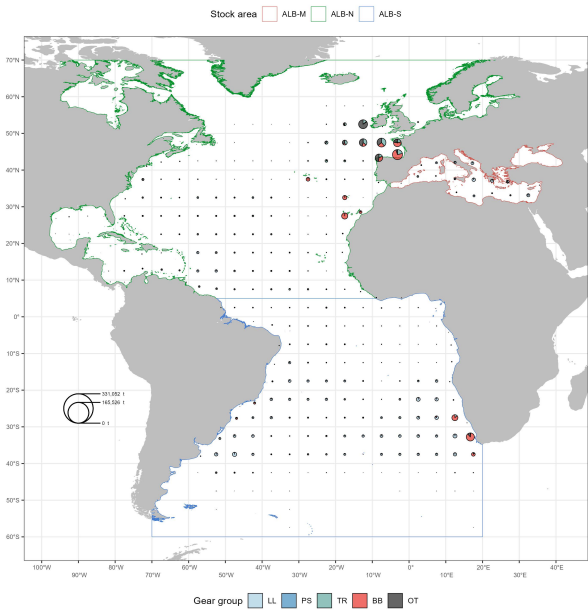 Stock area ALB-M ALB-N ALB-S
70°N
60°N
50°N
40°N
30°N
20°N
10°N
0°
10°S
20°S
331,052 t
165,526 t
0 t
30°S
40°S
50°S
60°S
100°W 90°W 80°W 70°W 60°W 50°W 40°W 30°W 20°W 10°W 0° 10°E 20°E 30°E 40°E
Gear group LL PS TR BB OT